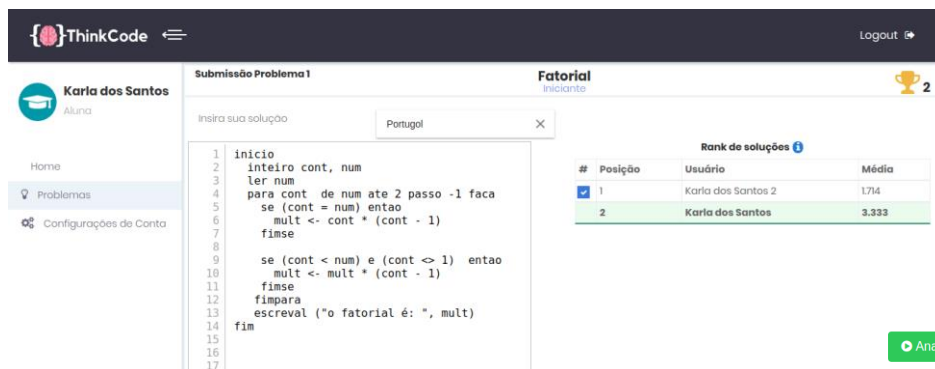 {}ThinkCode
Logout
Karla dos Santos
Aluna
Home
Problemas
Configurações de Conta
Submissão Problema 1
Fatorial
Iniciante
2
Insira sua solução
Portugol
1 inicio
2 inteiro cont, num
3 ler num
4 para cont de num ate 2 passo -1 faca
5 se (cont = num) entao
6 mult <- cont * (cont - 1)
7 fimse
8
9 se (cont < num) e (cont <> 1) entao
10 mult <- mult * (cont - 1)
11 fimse
12 fimpara
13 escreval ("o fatorial é: ", mult)
14 fim
15
16
17
Rank de soluções
# Posição Usuário Média
1 Karla dos Santos 2 1.714
2 Karla dos Santos 3.333
Ana